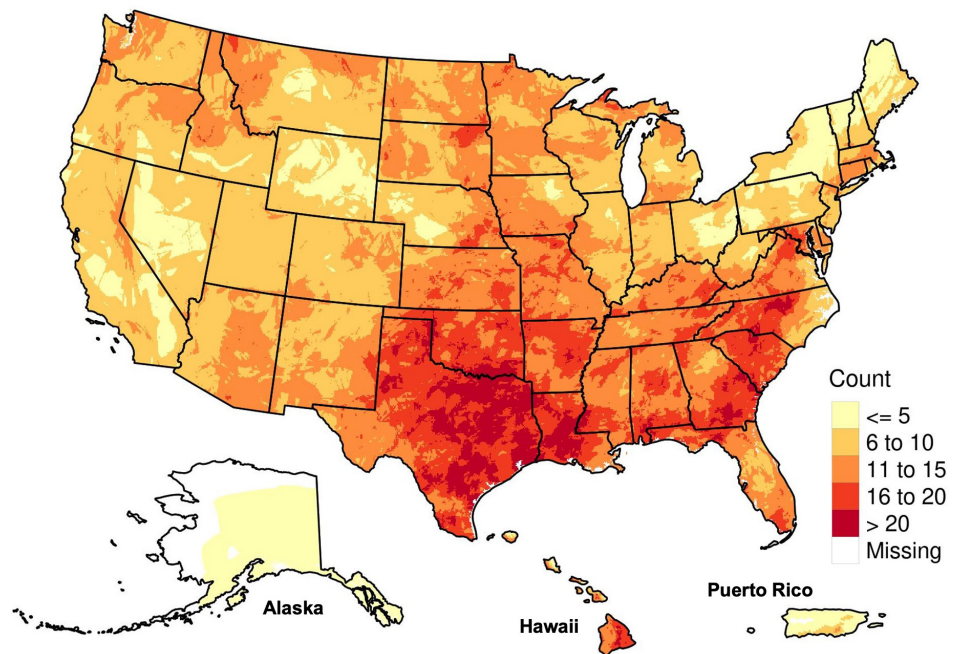 Count
<= 5
6 to 10
11 to 15
16 to 20
> 20
Missing
Puerto Rico
Alaska
Hawaii